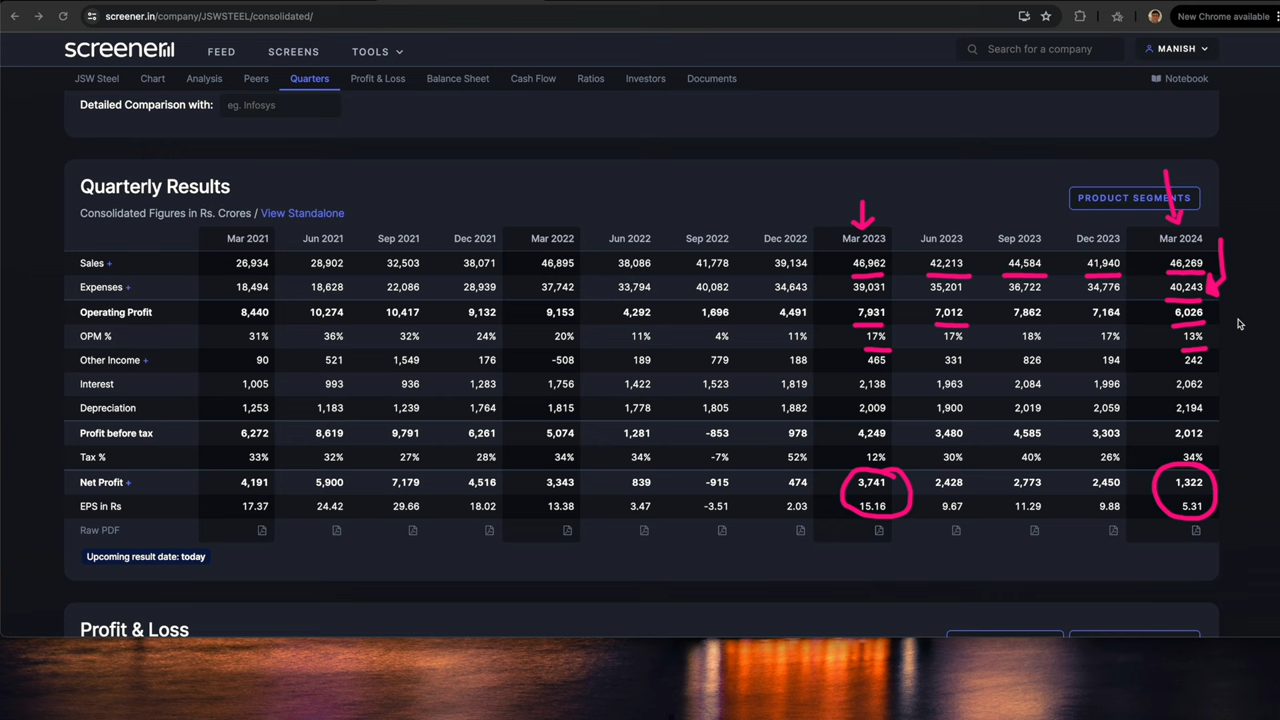 screener.in/company/JSWSTEEL/consolidated/ New Chrome available
screener FEED SCREENS TOOLS Search for a company MANISH
JSW Steel Chart Analysis Peers Quarters Profit & Loss Balance Sheet Cash Flow Ratios Investors Documents Notebook
Detailed Comparison with: eg. Infosys
Quarterly Results PRODUCT SEGMENTS
Consolidated Figures in Rs. Crores / View Standalone
Mar 2021 Jun 2021 Sep 2021 Dec 2021 Mar 2022 Jun 2022 Sep 2022 Dec 2022 Mar 2023 Jun 2023 Sep 2023 Dec 2023 Mar 2024
Sales + 26,934 28,902 32,503 38,071 46,895 38,086 41,778 39,134 46,962 42,213 44,584 41,940 46,269
Expenses + 18,494 18,628 22,086 28,939 37,742 33,794 40,082 34,643 39,031 35,201 36,722 34,776 40,243
Operating Profit 8,440 10,274 10,417 9,132 9,153 4,292 1,696 4,491 7,931 7,012 7,862 7,164 6,026
OPM % 31% 36% 32% 24% 20% 11% 4% 11% 17% 17% 18% 17% 13%
Other Income + 90 521 1,549 176 -508 189 779 188 465 331 826 194 242
Interest 1,005 993 936 1,283 1,756 1,422 1,523 1,819 2,138 1,963 2,084 1,996 2,062
Depreciation 1,253 1,183 1,239 1,764 1,815 1,778 1,805 1,882 2,009 1,900 2,019 2,059 2,194
Profit before tax 6,272 8,619 9,791 6,261 5,074 1,281 -853 978 4,249 3,480 4,585 3,303 2,012
Tax % 33% 32% 27% 28% 34% 34% -7% 52% 12% 30% 40% 26% 34%
Net Profit + 4,191 5,900 7,179 4,516 3,343 839 -915 474 3,741 2,428 2,773 2,450 1,322
EPS in Rs 17.37 24.42 29.66 18.02 13.38 3.47 -3.51 2.03 15.16 9.67 11.29 9.88 5.31
Raw PDF
Upcoming result date: today
Profit & Loss